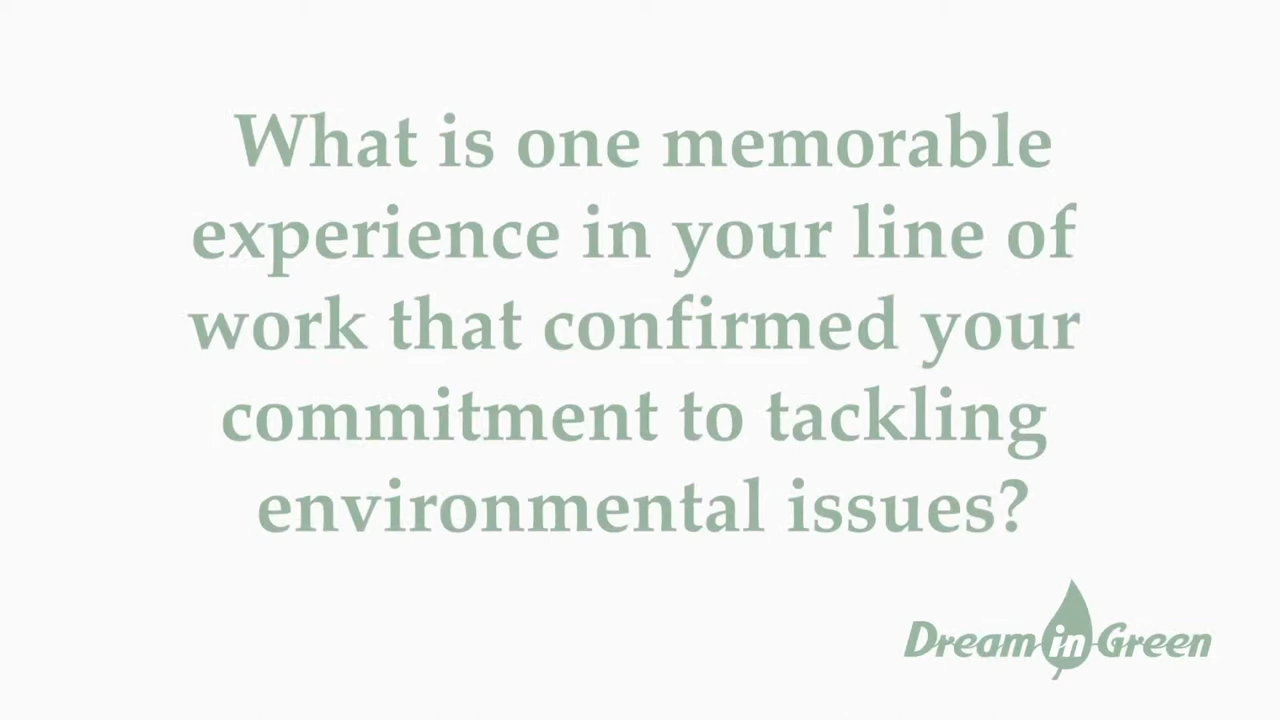 What is one memorable
experience in your line of
work that confirmed your
commitment to tackling
environmental issues?
Dream in Green